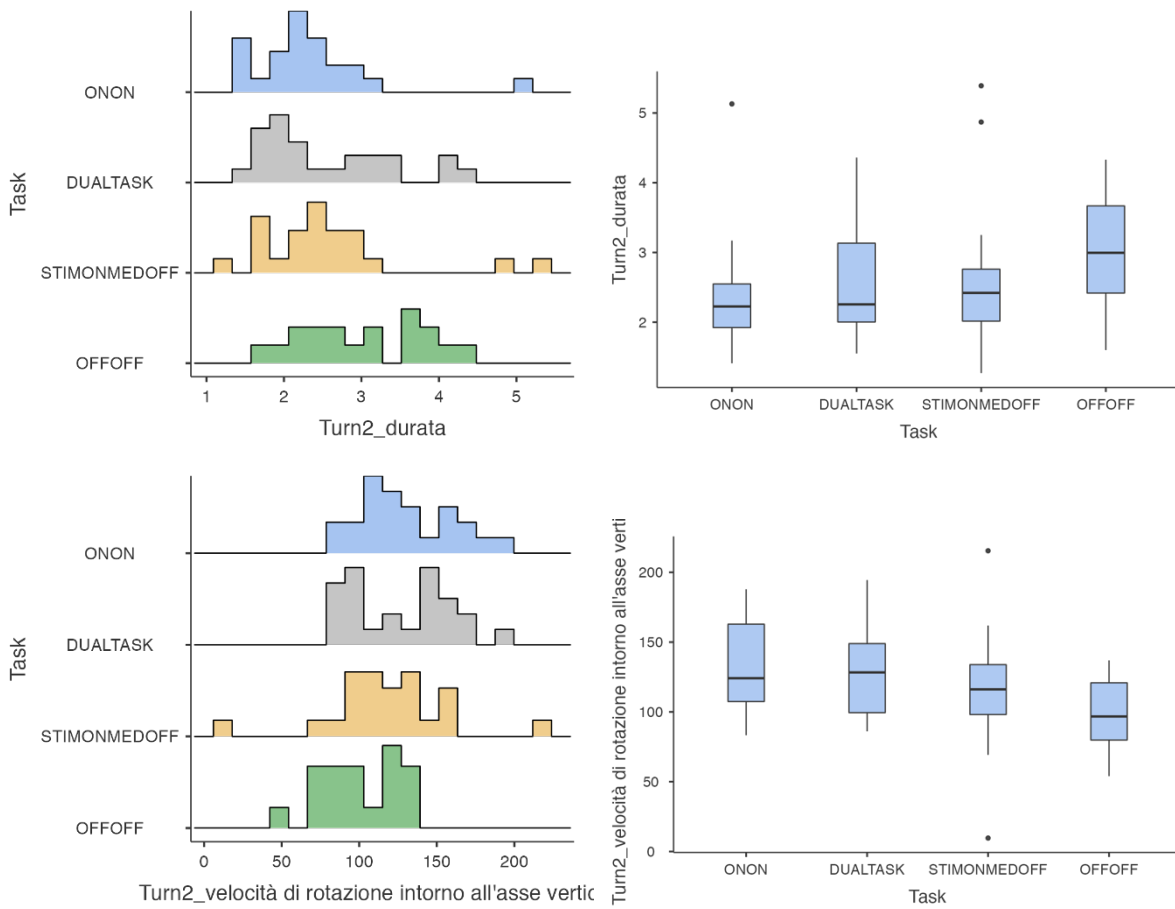 Task
ONON
DUALTASK
STIMONMEDOFF
OFFOFF
1 2 3 4 5
Turn2_durata
Turn2_durata
5
4
3
2
ONON DUALTASK STIMONMEDOFF OFFOFF
Task
Task
ONON
DUALTASK
STIMONMEDOFF
OFFOFF
0 50 100 150 200
Turn2_velocità di rotazione intorno all'asse vertic
Turn2_velocità di rotazione intorno all'asse verti
200
150
100
50
0
ONON DUALTASK STIMONMEDOFF OFFOFF
Task